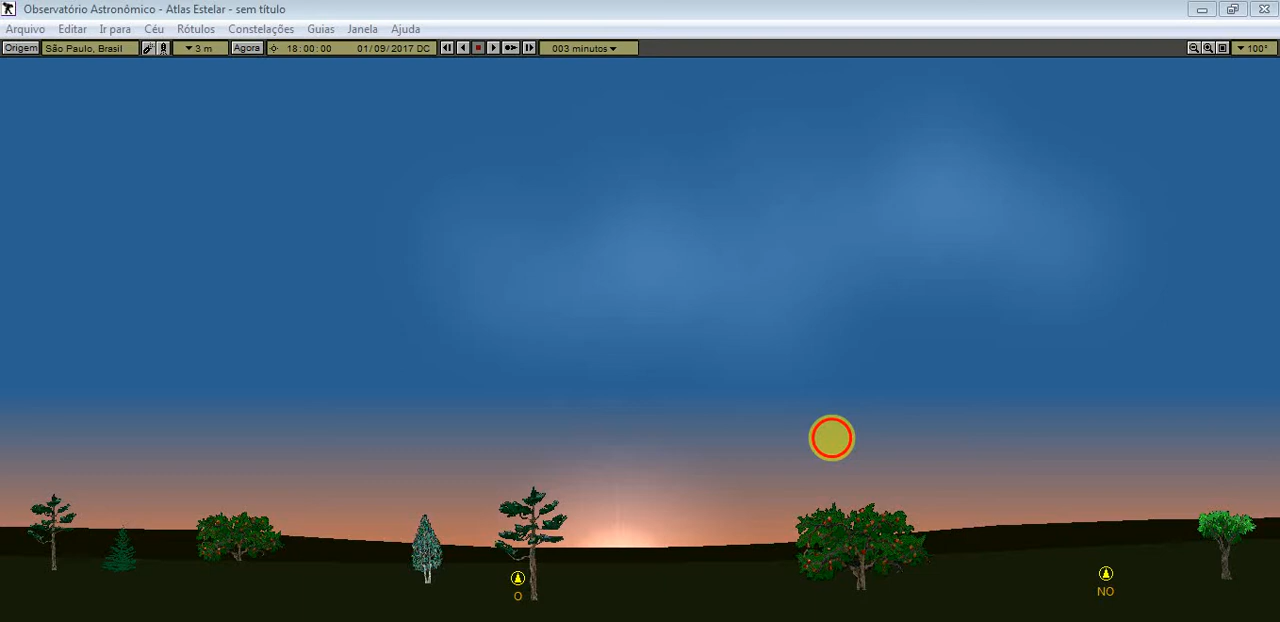 Observatório Astronômico - Atlas Estelar - sem título
Arquivo Editar Ir para Céu Rótulos Constelações Guias Janela Ajuda
Origem São Paulo, Brasil 3 m Agora 18:00:00 01/09/2017 DC 003 minutos 100°
O
NO